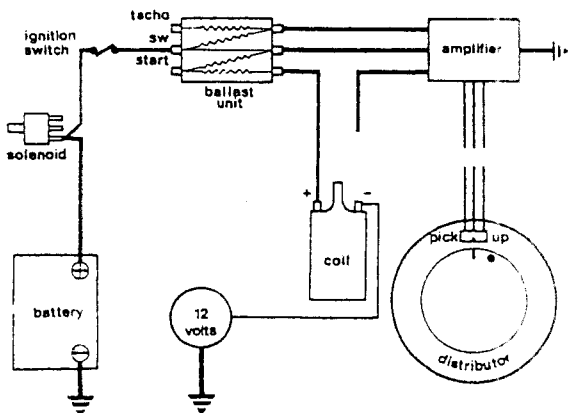 tacho
ignition
switch
sw
start
ballast
unit
amplifier
solenoid
+ -
coil
pick up
battery
12
volts
distributor